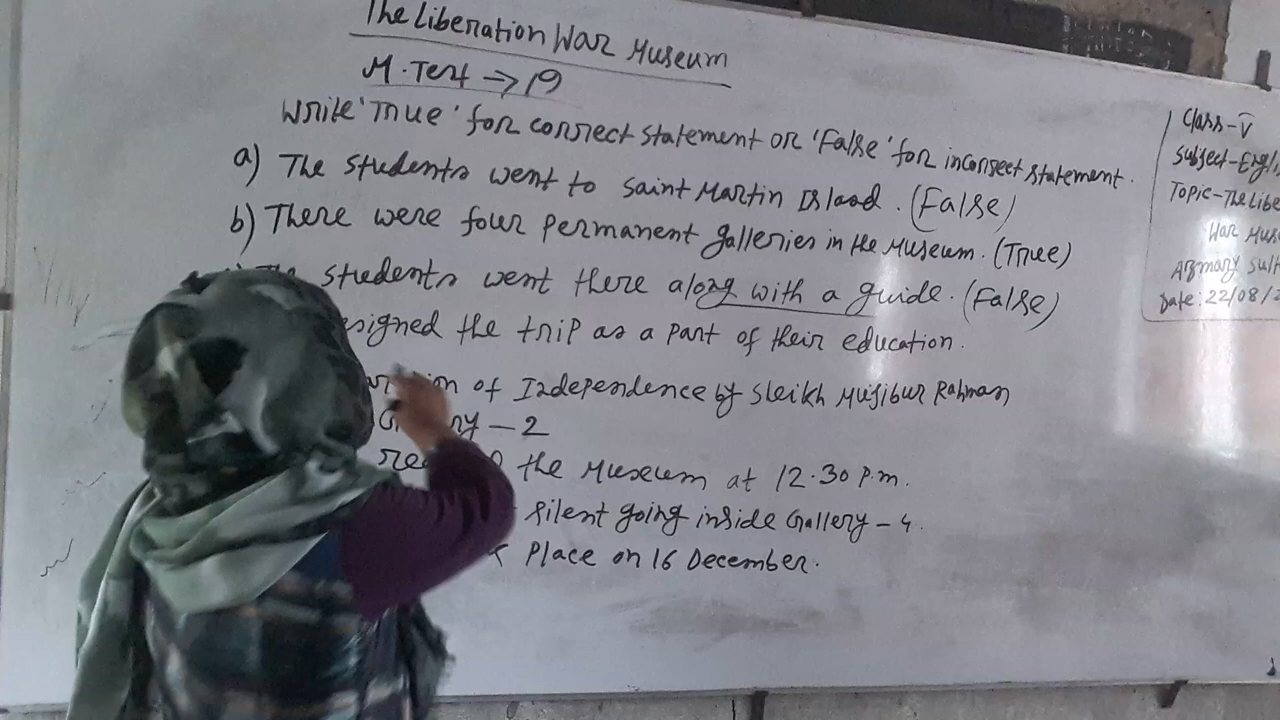 The Liberation War Museum
M. Text → 19
Write 'True' for correct statement or 'False' for incorrect statement.
a) The students went to Saint Martin Island. (False)
b) There were four permanent galleries in the Museum. (True)
students went there along with a guide. (False)
signed the trip as a part of their education.
of Independence by Sheikh Mujibur Rahman
– 2
the Museum at 12.30 P.m.
silent going inside Gallery – 4.
Place on 16 December.
Class – V
Subject – Engli
Topic – The Libe
War Mus
Date: 22/08/2